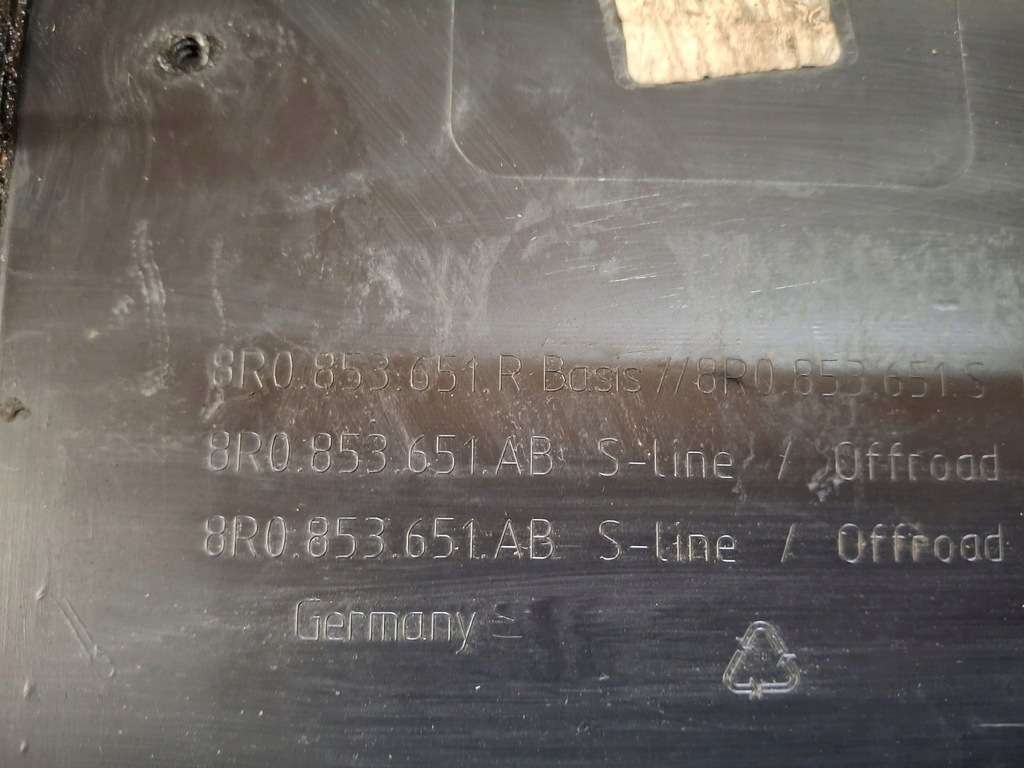 8R0.853.651.R Basis //8R0.853.651.S
8R0.853.651.AB S-Line / Offroad
8R0.853.651.AB S-Line / Offroad
Germany